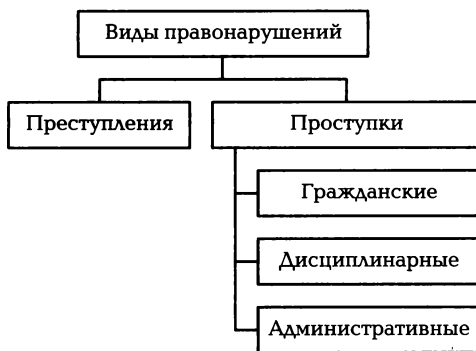 Виды правонарушений
Преступления
Проступки
Гражданские
Дисциплинарные
Административные